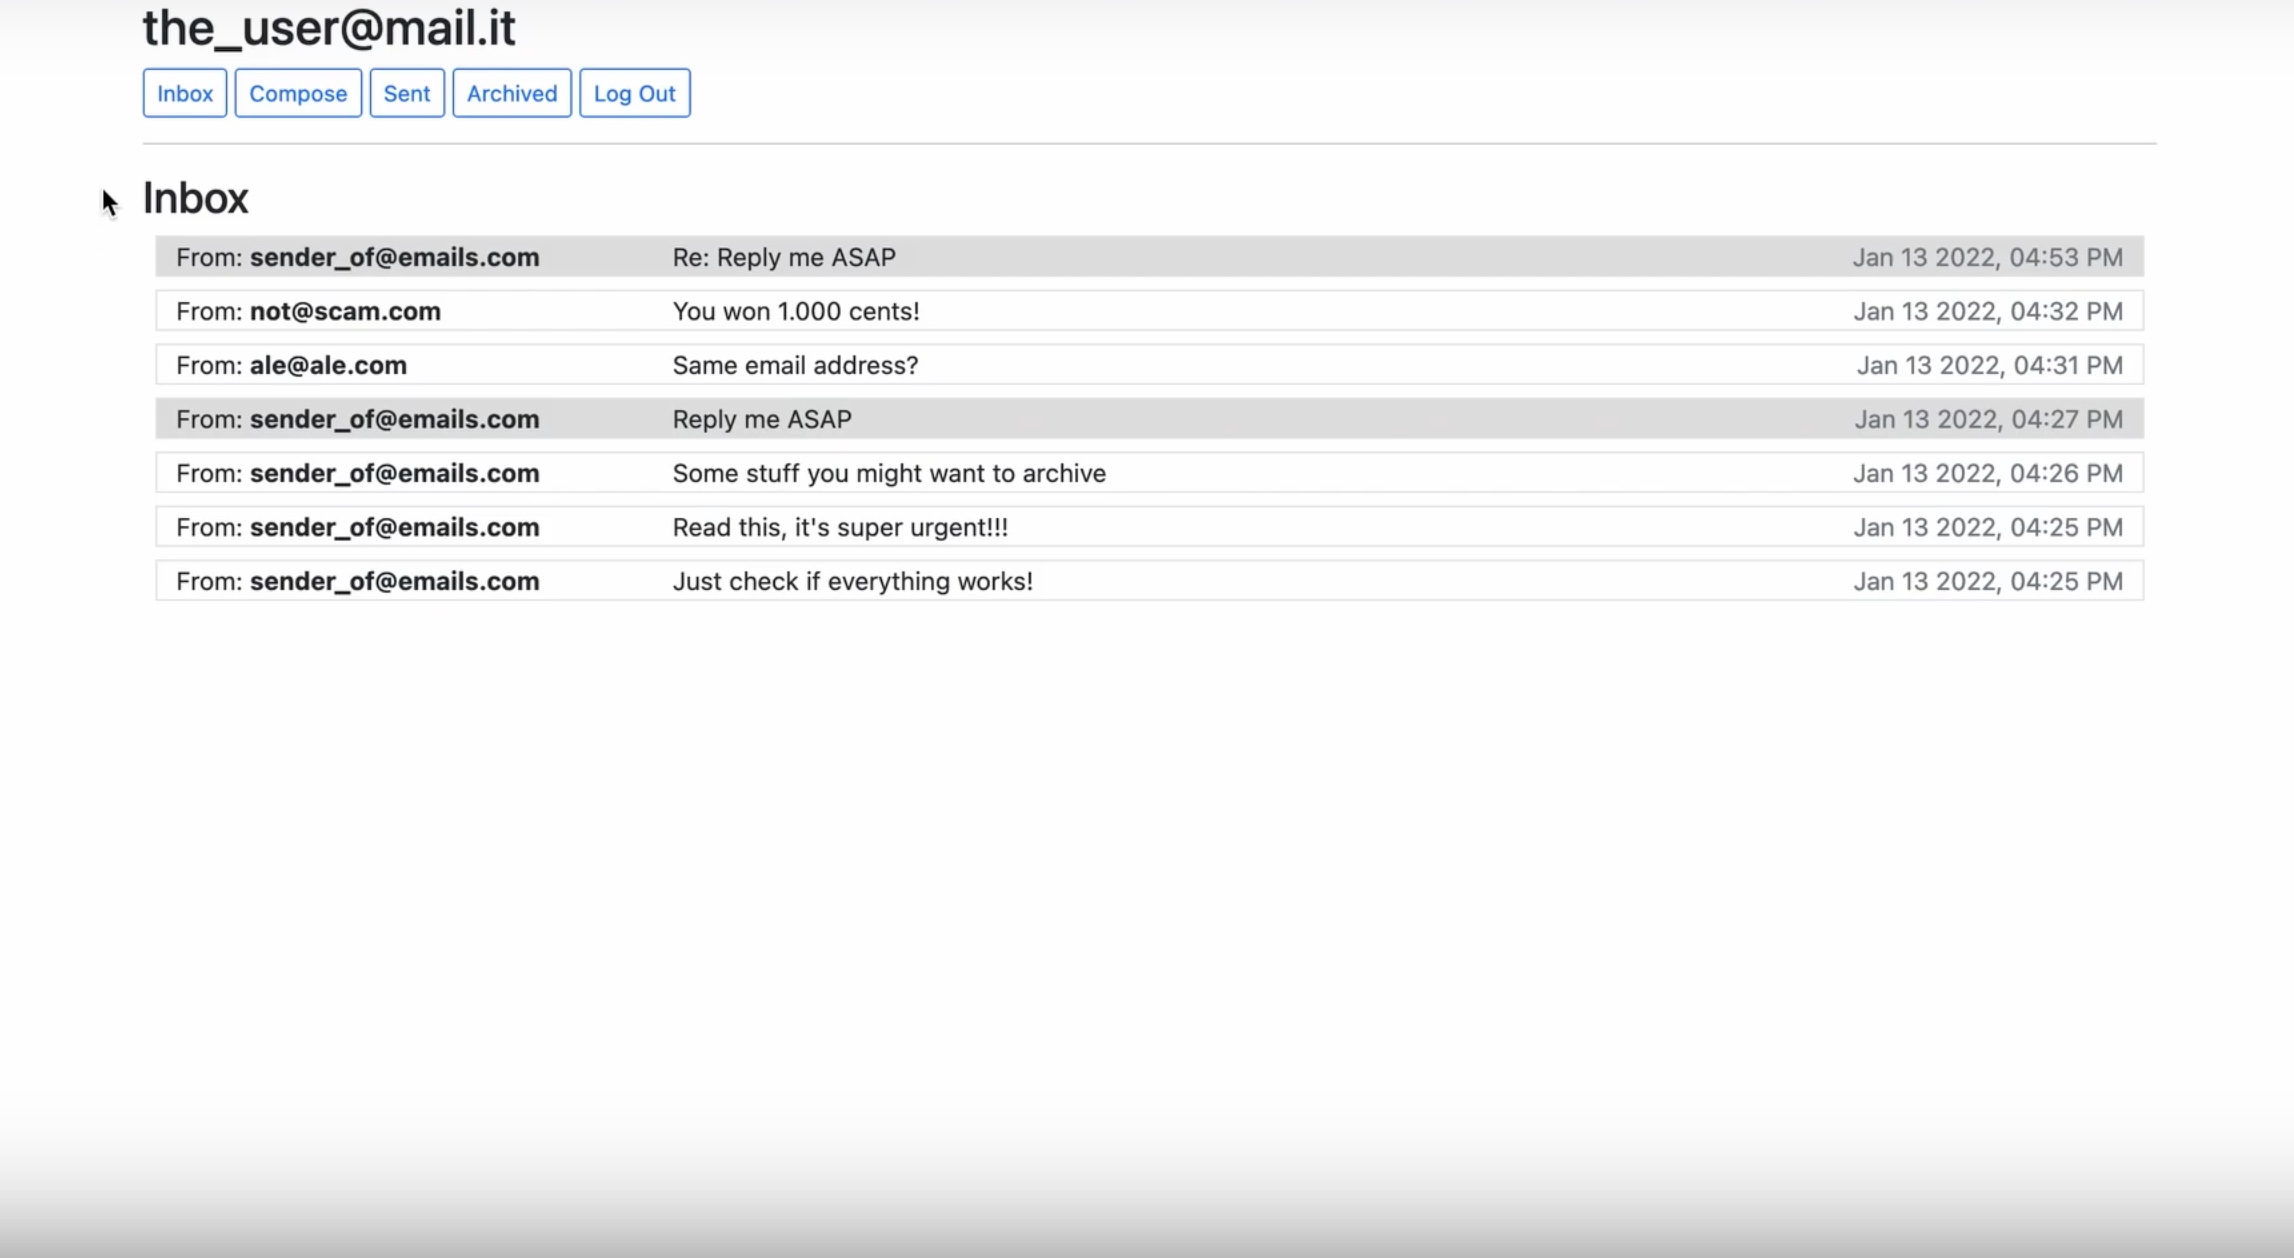 the_user@mail.it
Inbox Compose Sent Archived Log Out
Inbox
From: sender_of@emails.com Re: Reply me ASAP Jan 13 2022, 04:53 PM
From: not@scam.com You won 1.000 cents! Jan 13 2022, 04:32 PM
From: ale@ale.com Same email address? Jan 13 2022, 04:31 PM
From: sender_of@emails.com Reply me ASAP Jan 13 2022, 04:27 PM
From: sender_of@emails.com Some stuff you might want to archive Jan 13 2022, 04:26 PM
From: sender_of@emails.com Read this, it's super urgent!!! Jan 13 2022, 04:25 PM
From: sender_of@emails.com Just check if everything works! Jan 13 2022, 04:25 PM